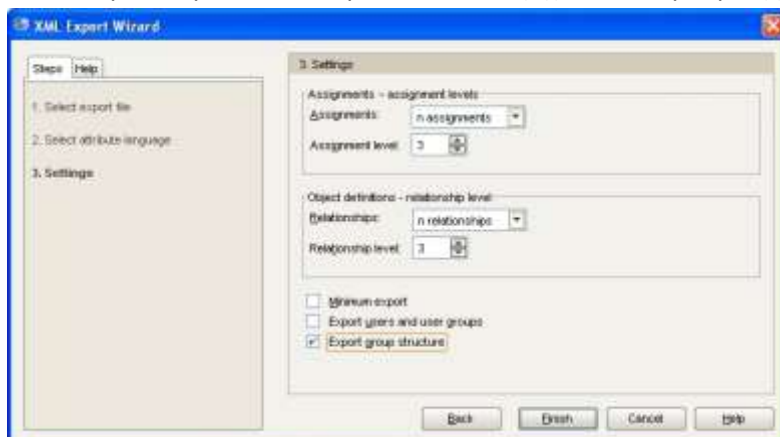 XML Export Wizard
Steps Help
1. Select export file
2. Select attribute language
3. Settings
3. Settings
Assignments - assignment levels
Assignments: n assignments
Assignment level: 3
Object definitions - relationship level
Relationships: n relationships
Relationship level: 3
Minimum export
Export users and user groups
Export group structure
Back Finish Cancel Help